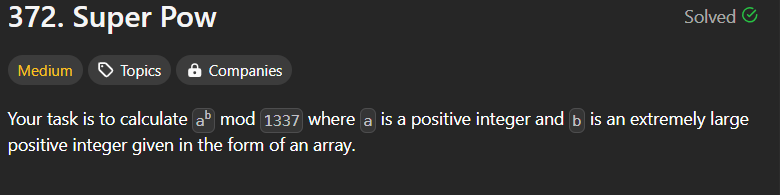 372. Super Pow Solved
Medium Topics Companies
Your task is to calculate aᵇ mod 1337 where a is a positive integer and b is an extremely large
positive integer given in the form of an array.